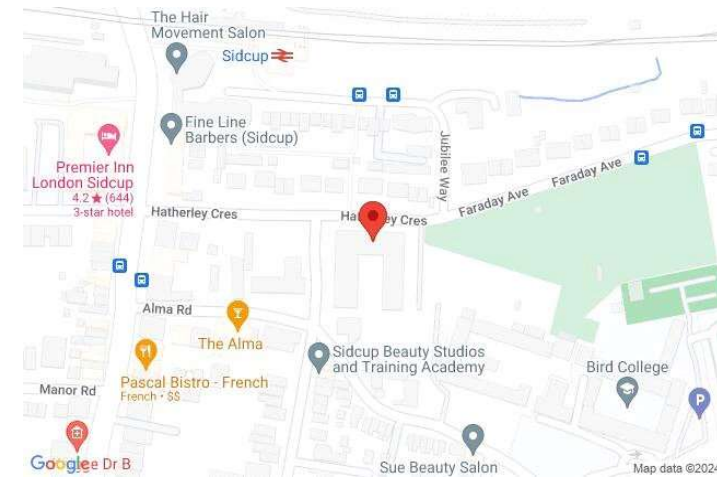 The Hair
Movement Salon
Sidcup
Fine Line
Barbers (Sidcup)
Jubilee Way
Premier Inn
London Sidcup
4.2 ★ (644)
3-star hotel
Faraday Ave
Faraday Ave
Hatherley Cres
Cres
Alma Rd
The Alma
Sidcup Beauty Studios
and Training Academy
Bird College
P
Pascal Bistro - French
French • $$
Manor Rd
Google
Dr B
Sue Beauty Salon
Map data ©2024